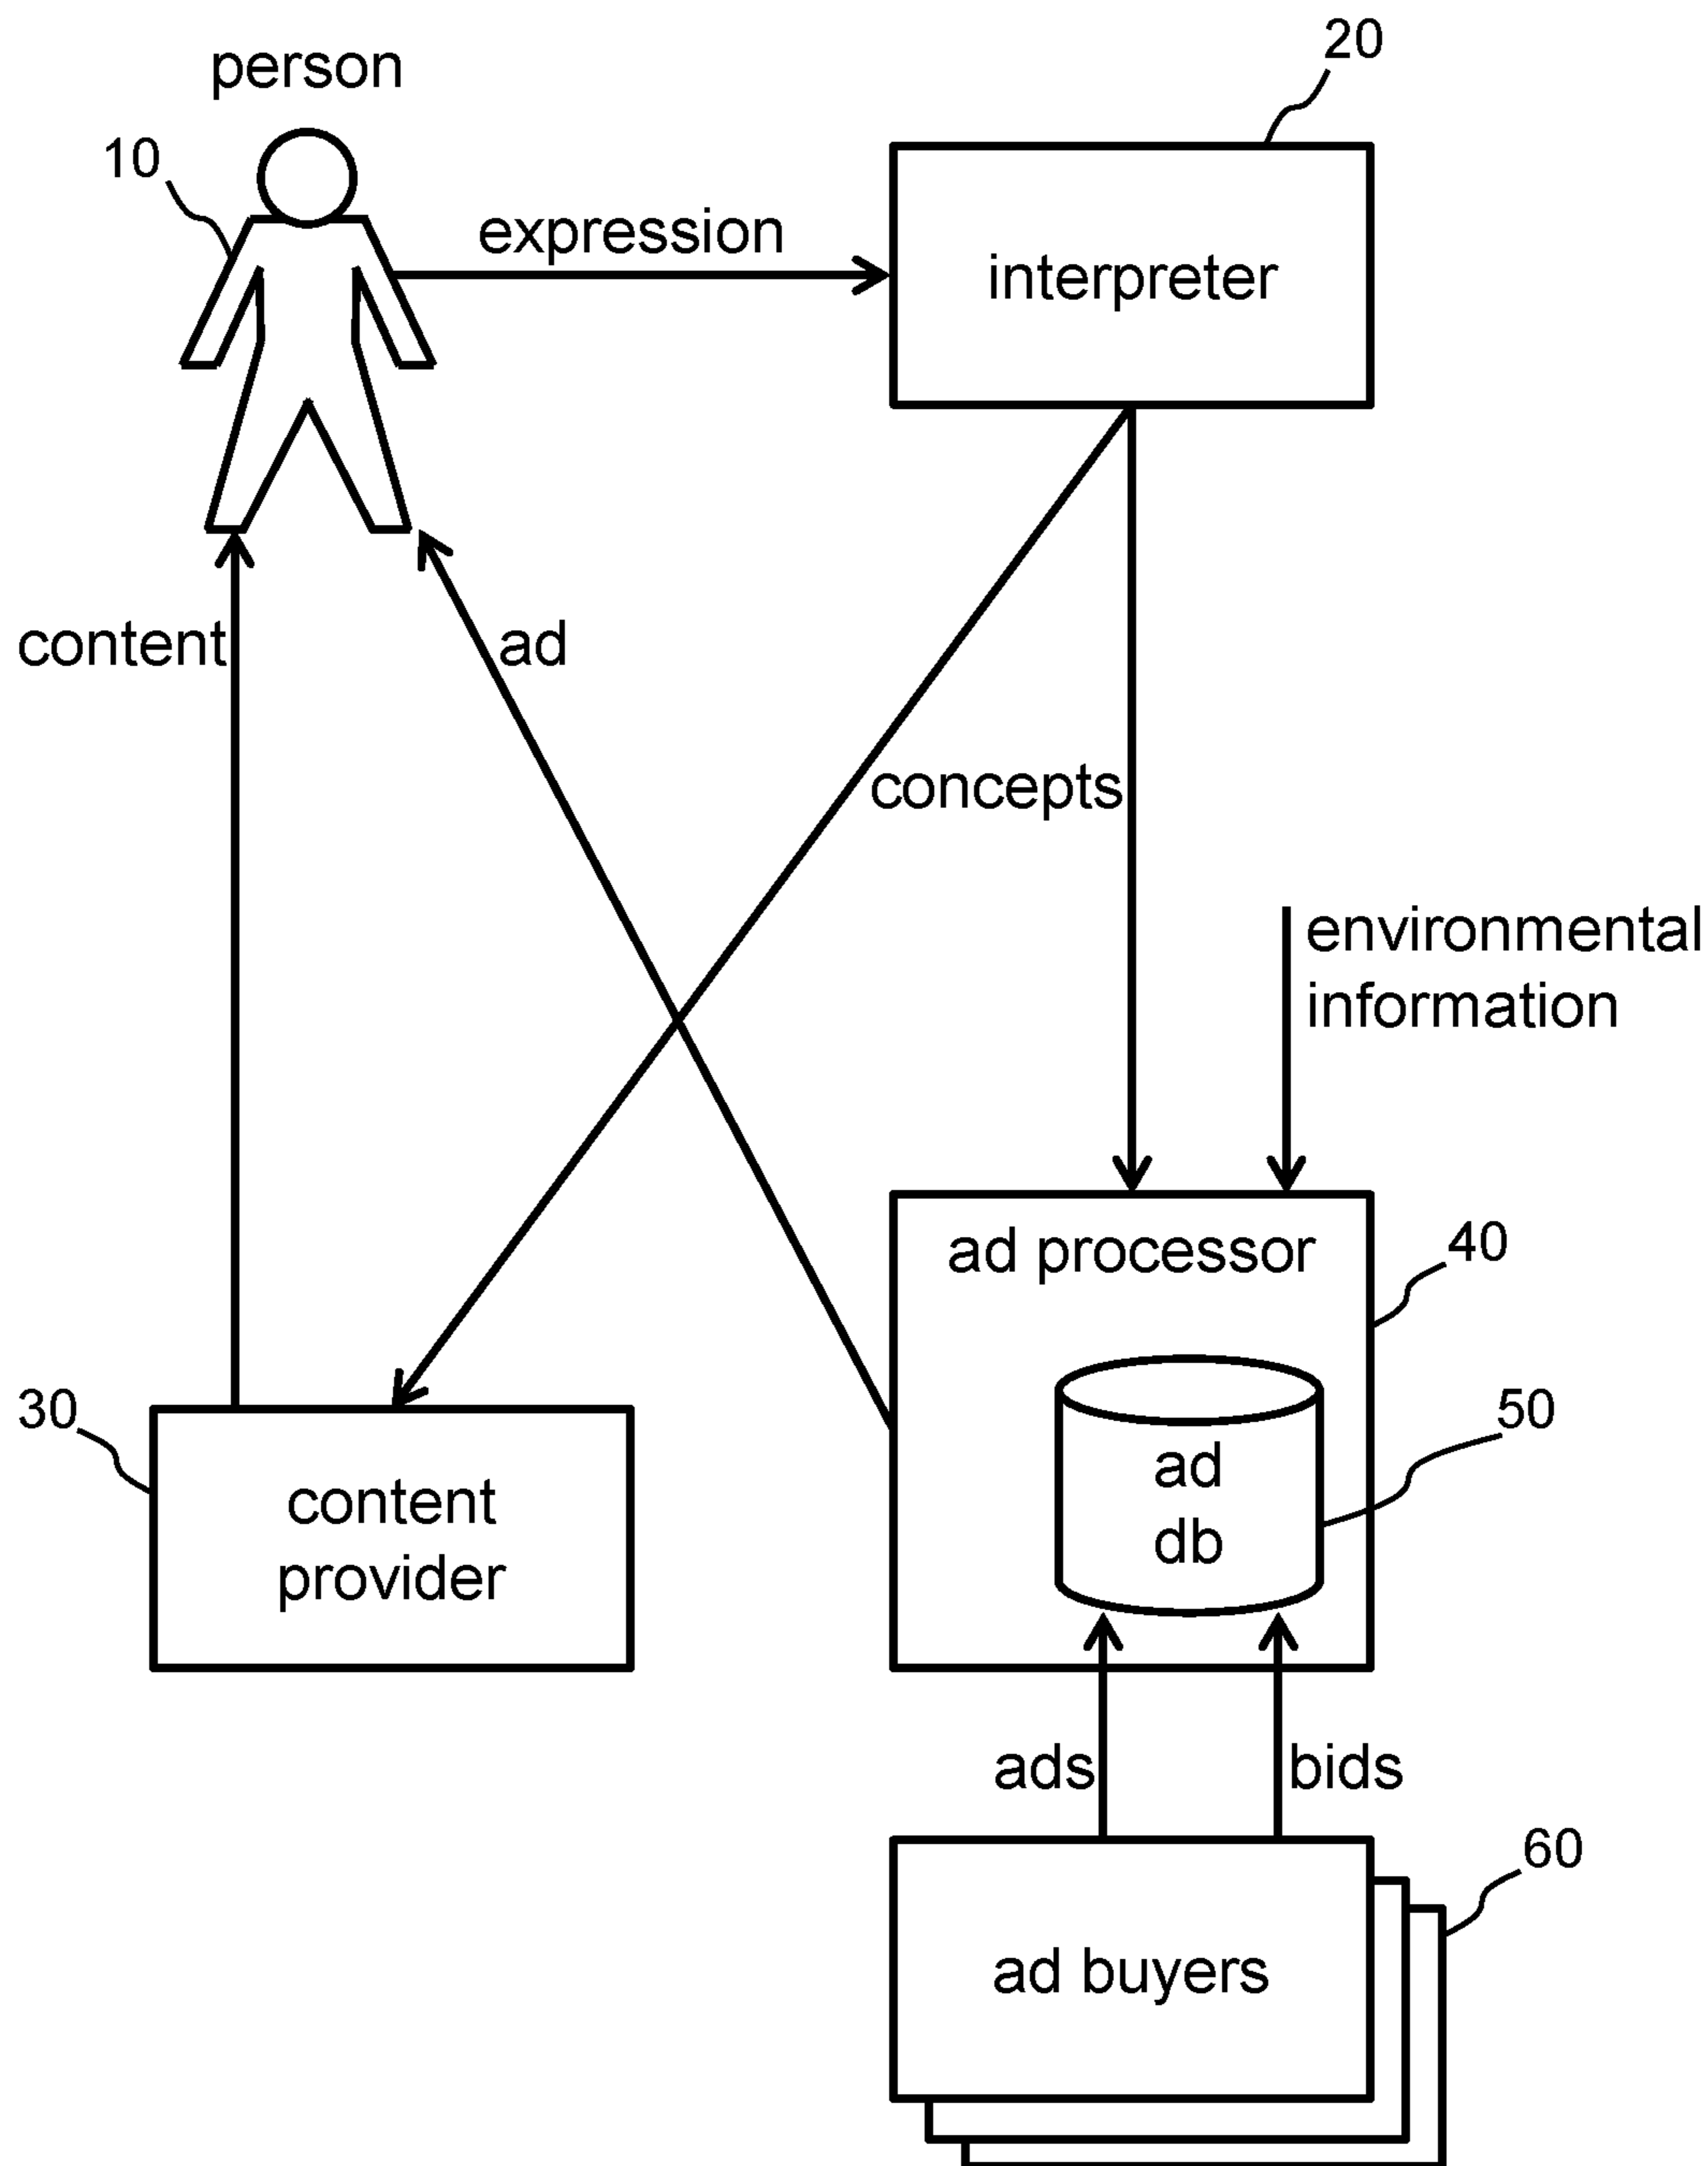 20
person
10
expression
interpreter
content
ad
concepts
environmental
information
ad processor
40
30
50
content
provider
ad
db
ads
bids
60
ad buyers